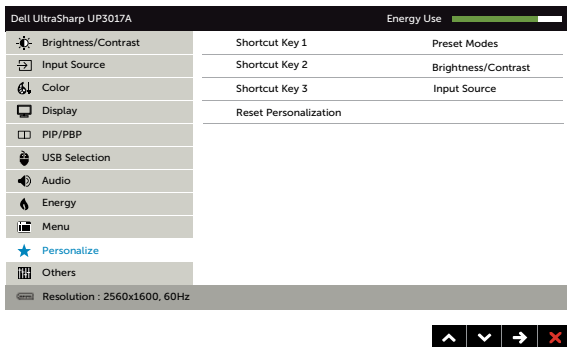 Dell UltraSharp UP3017A Energy Use
Brightness/Contrast Shortcut Key 1 Preset Modes
Input Source Shortcut Key 2 Brightness/Contrast
Color Shortcut Key 3 Input Source
Display Reset Personalization
PIP/PBP
USB Selection
Audio
Energy
Menu
Personalize
Others
Resolution : 2560x1600, 60Hz